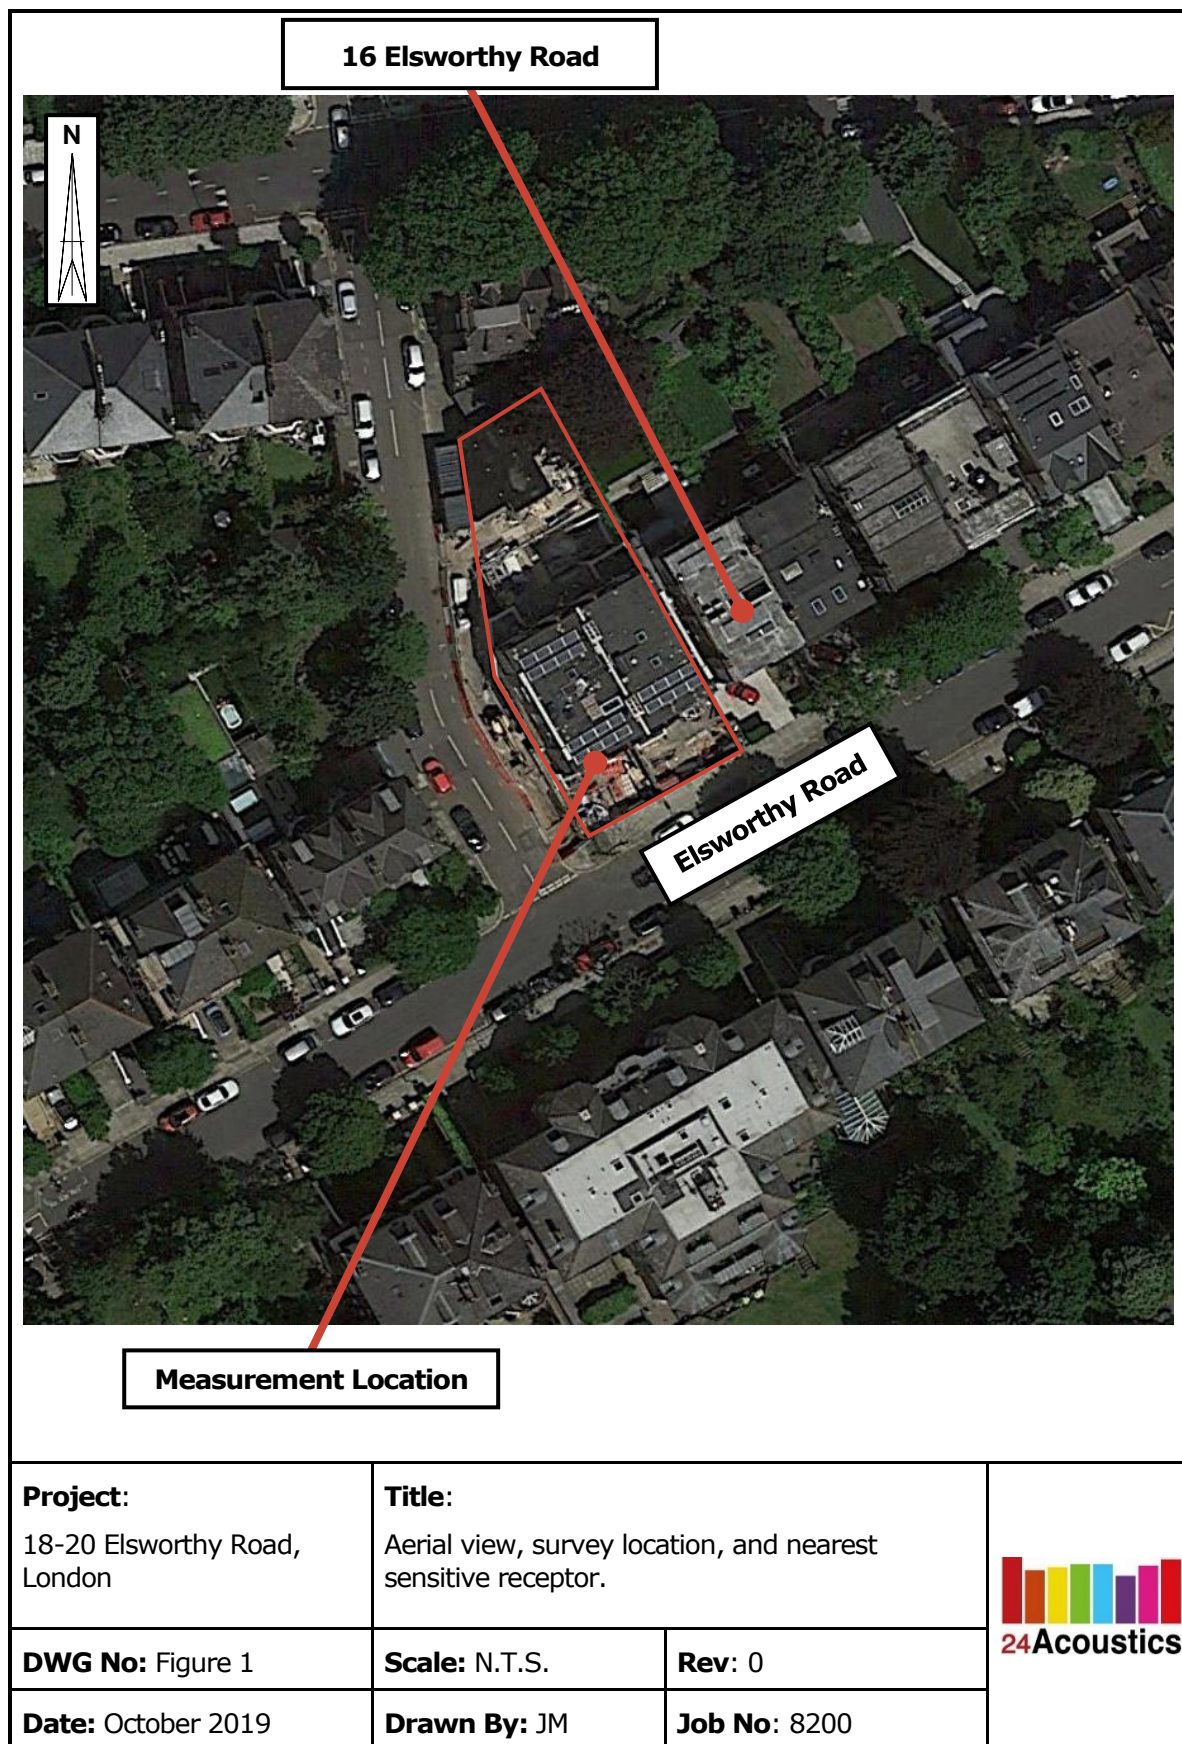 16 Elsworthy Road
N
Elsworthy Road
Measurement Location
Project:
18-20 Elsworthy Road,
London
Title:
Aerial view, survey location, and nearest
sensitive receptor.
24Acoustics
DWG No: Figure 1
Scale: N.T.S.
Rev: 0
Date: October 2019
Drawn By: JM
Job No: 8200